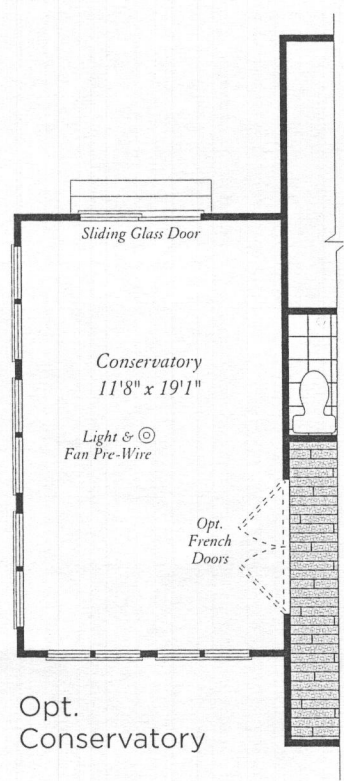 Sliding Glass Door
Conservatory
11'8" x 19'1"
Light &
Fan Pre-Wire
Opt.
French
Doors
Opt.
Conservatory